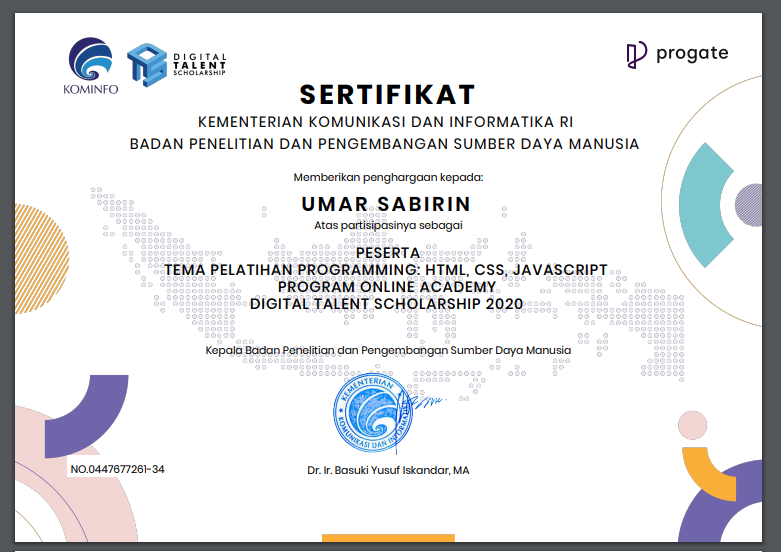 KOMINFO
DIGITAL
TALENT
SCHOLARSHIP
progate
SERTIFIKAT
KEMENTERIAN KOMUNIKASI DAN INFORMATIKA RI
BADAN PENELITIAN DAN PENGEMBANGAN SUMBER DAYA MANUSIA
Memberikan penghargaan kepada:
UMAR SABIRIN
Atas partisipasinya sebagai
PESERTA
TEMA PELATIHAN PROGRAMMING: HTML, CSS, JAVASCRIPT
PROGRAM ONLINE ACADEMY
DIGITAL TALENT SCHOLARSHIP 2020
Kepala Badan Penelitian dan Pengembangan Sumber Daya Manusia
KEMENTERIAN
KOMUNIKASI DAN INFORMATIKA
NO.0447677261-34
Dr. Ir. Basuki Yusuf Iskandar, MA